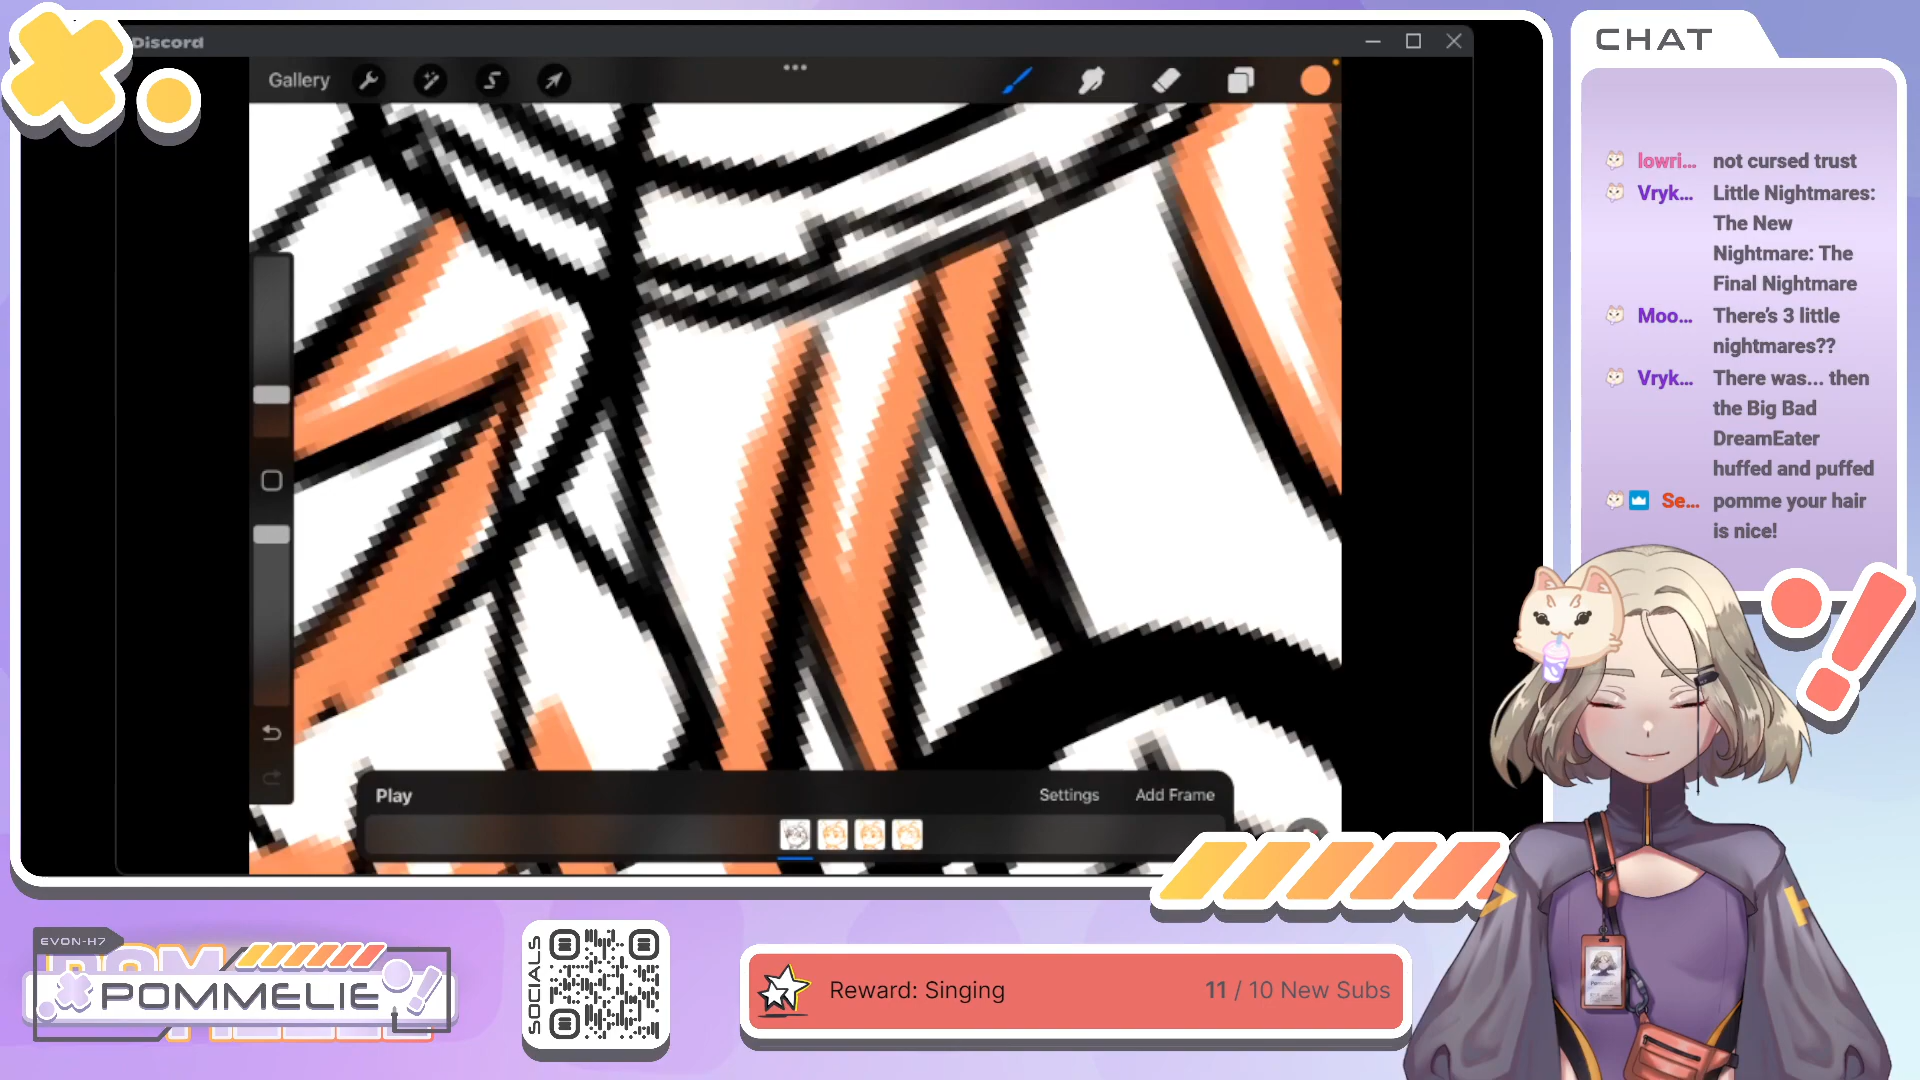 Discord
Gallery
CHAT
lowri... not cursed trust
Vryk... Little Nightmares:
The New
Nightmare: The
Final Nightmare
Moo... There's 3 little
nightmares??
Vryk... There was... then
the Big Bad
DreamEater
huffed and puffed
Se... pomme your hair
is nice!
Play
Settings
Add Frame
EVON-H7
POMMELIE
SOCIALS
Reward: Singing
11 / 10 New Subs